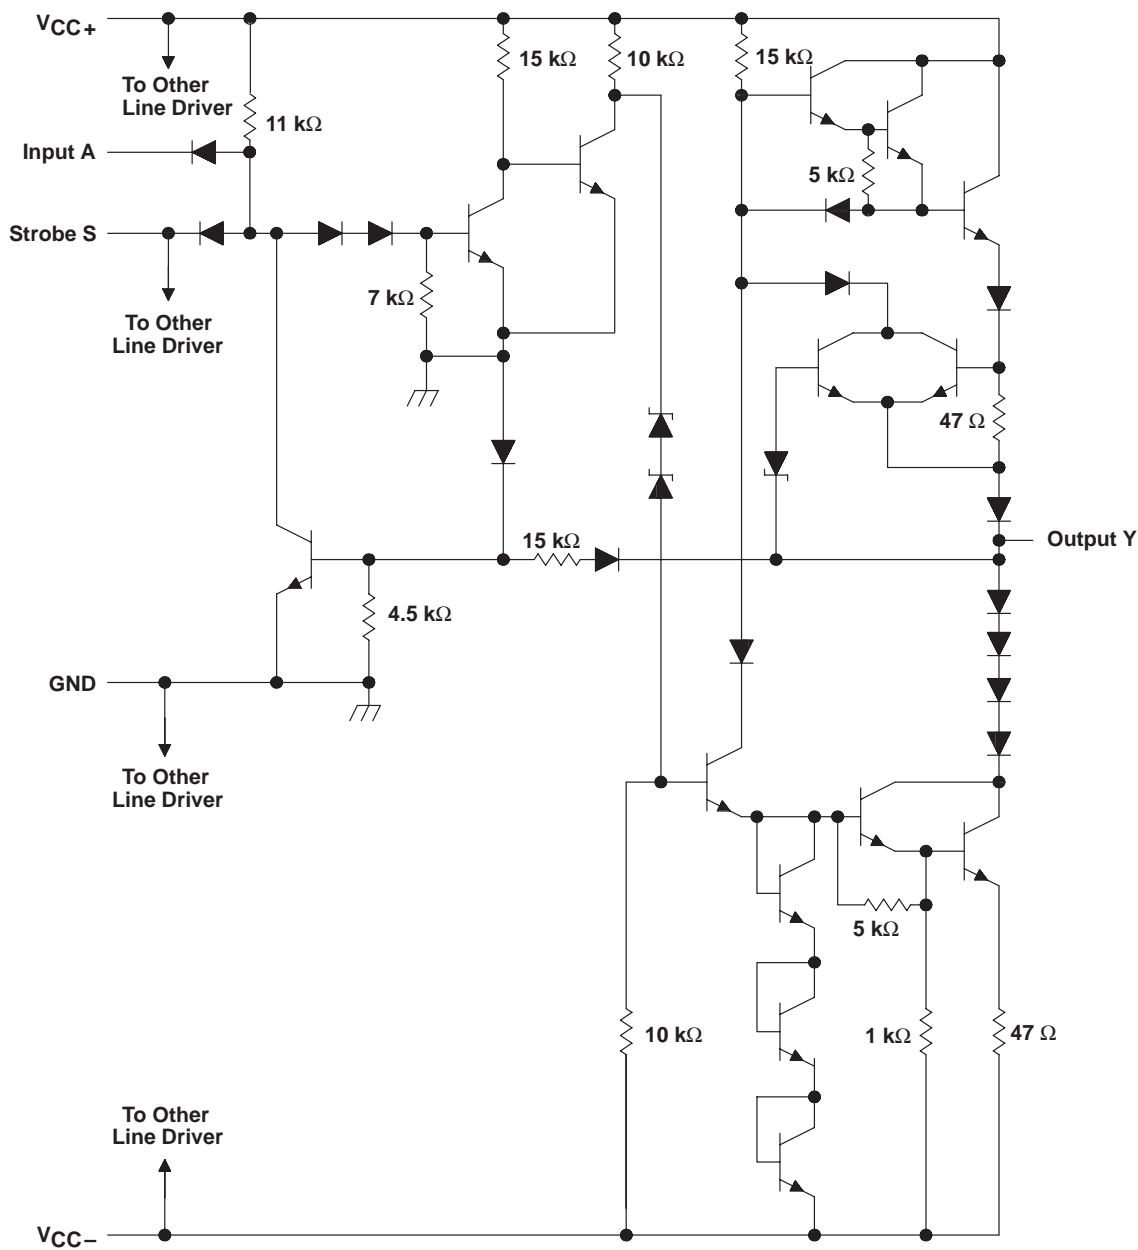 VCC+
15 kΩ
10 kΩ
15 kΩ
To Other
Line Driver
11 kΩ
Input A
5 kΩ
Strobe S
7 kΩ
To Other
Line Driver
47 Ω
15 kΩ
Output Y
4.5 kΩ
GND
To Other
Line Driver
5 kΩ
10 kΩ
1 kΩ
47 Ω
To Other
Line Driver
VCC−